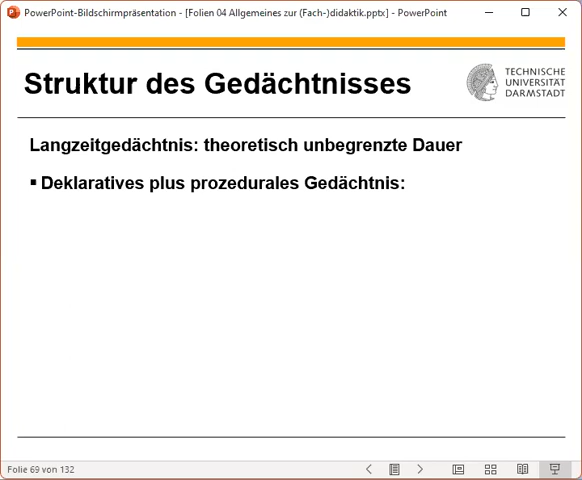 PowerPoint-Bildschirmpräsentation - [Folien 04 Allgemeines zur (Fach-)didaktik.pptx] - PowerPoint
Struktur des Gedächtnisses
TECHNISCHE
UNIVERSITÄT
DARMSTADT
Langzeitgedächtnis: theoretisch unbegrenzte Dauer
▪ Deklaratives plus prozedurales Gedächtnis:
Folie 69 von 132